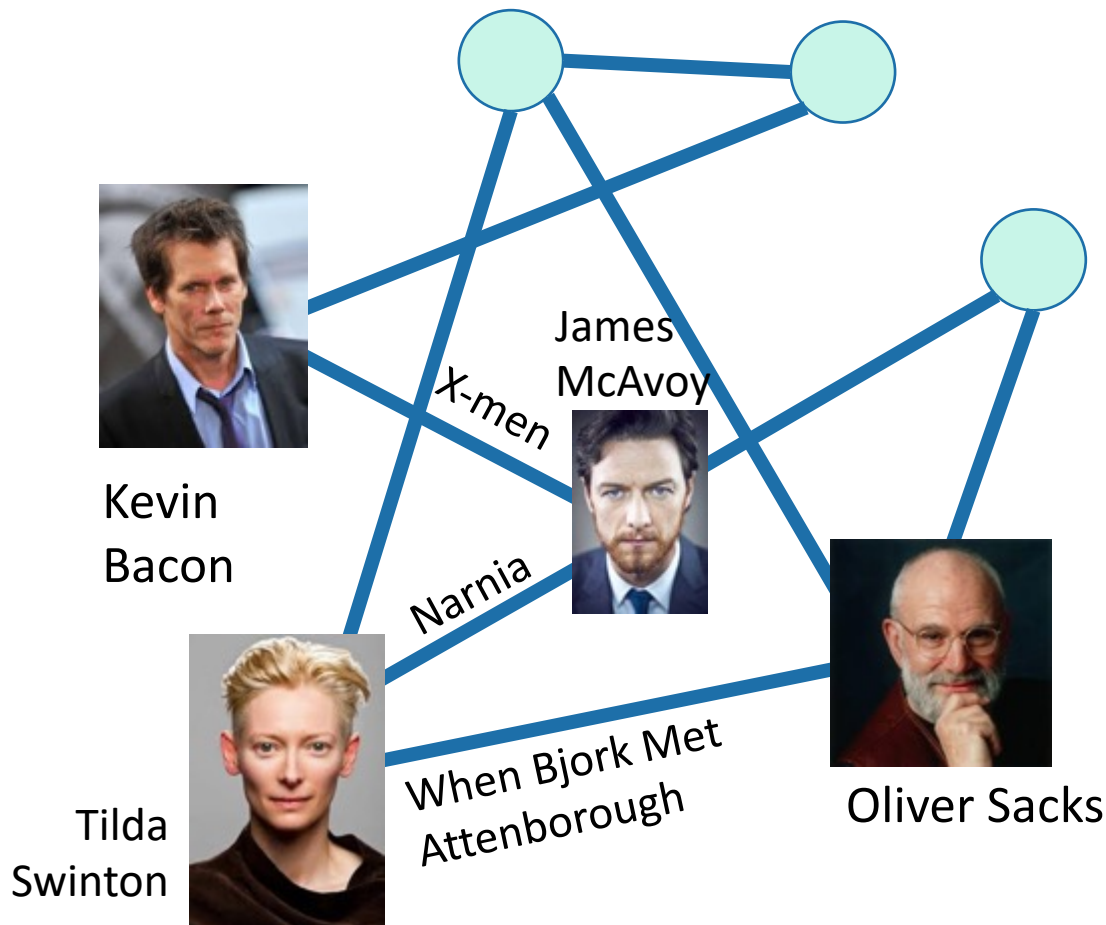 James
McAvoy
X-men
Kevin
Bacon
Narnia
When Bjork Met
Attenborough
Oliver Sacks
Tilda
Swinton